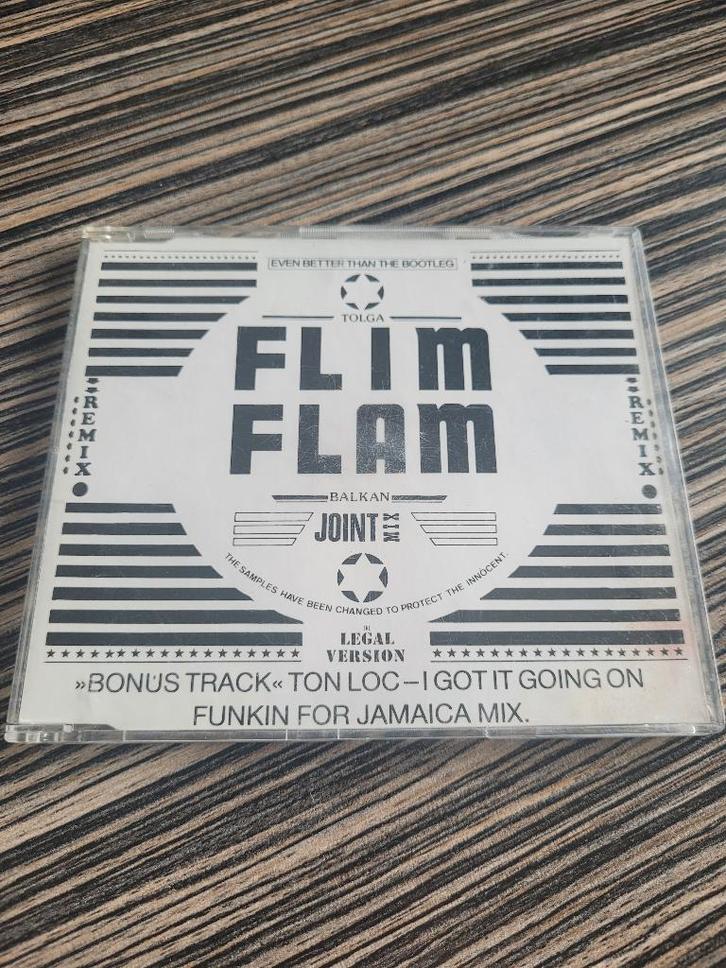 EVEN BETTER THAN THE BOOTLEG
TOLGA
FLIM
FLAM
REMIX
REMIX
BALKAN
JOINT MIX
THE SAMPLES HAVE BEEN CHANGED TO PROTECT THE INNOCENT.
LEGAL
VERSION
»BONUS TRACK« TON LOC–I GOT IT GOING ON
FUNKIN FOR JAMAICA MIX.